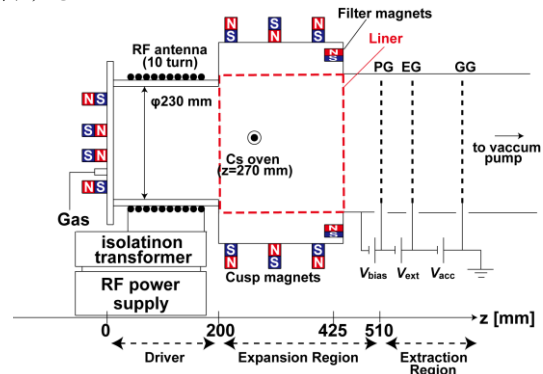 N S N
S N S
Filter magnets
RF antenna
(10 turn)
N
S
Liner
PG EG GG
N S
φ230 mm
S N
to vaccum
pump
S N
Cs oven
(z=270 mm)
N S
Gas
N
S
isolatinon
transformer
S N S
N S N
Cusp magnets
Vbias Vext Vacc
RF power
supply
z [mm]
0 200 425 510
Driver Expansion Region Extraction
Region